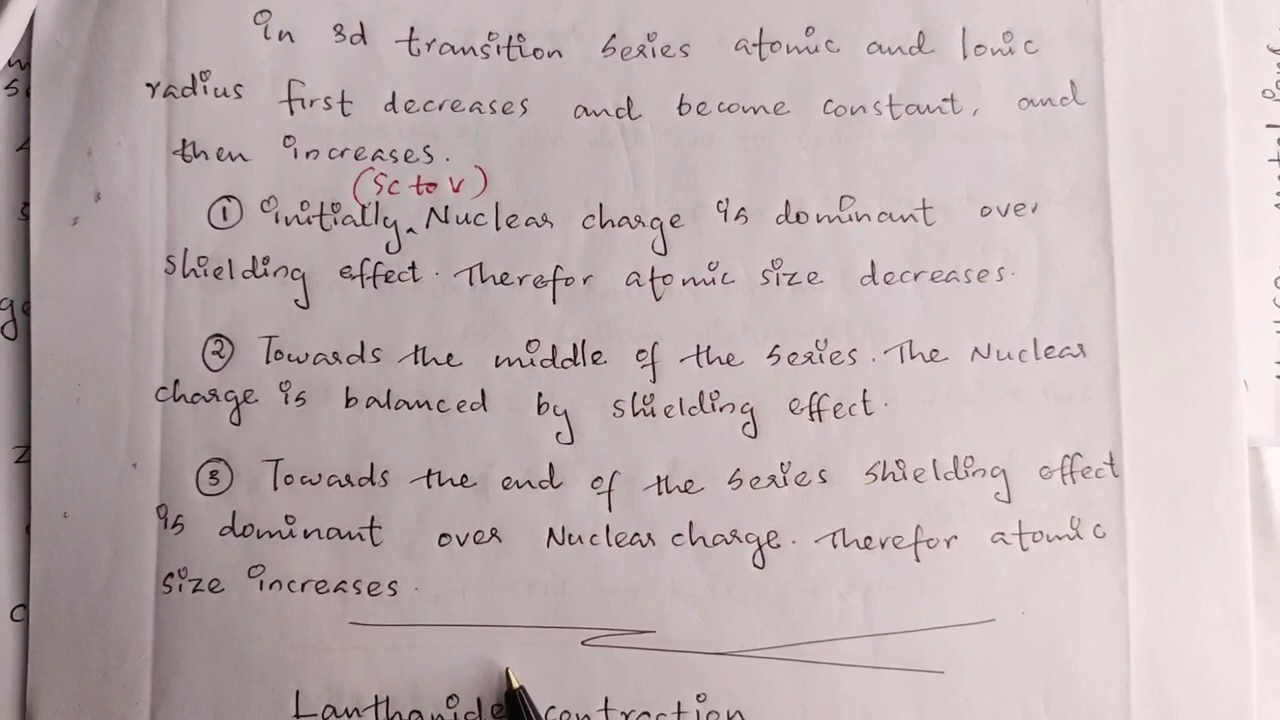 In 3d transition series atomic and Ionic
radius first decreases and become constant, and
then increases.
(Sc to V)
① Initially, Nuclear charge is dominant over
shielding effect. Therefor atomic size decreases.
② Towards the middle of the series. The Nuclear
charge is balanced by shielding effect.
③ Towards the end of the series shielding effect
is dominant over Nuclear charge. Therefor atomic
size increases.
Lanthanide contraction